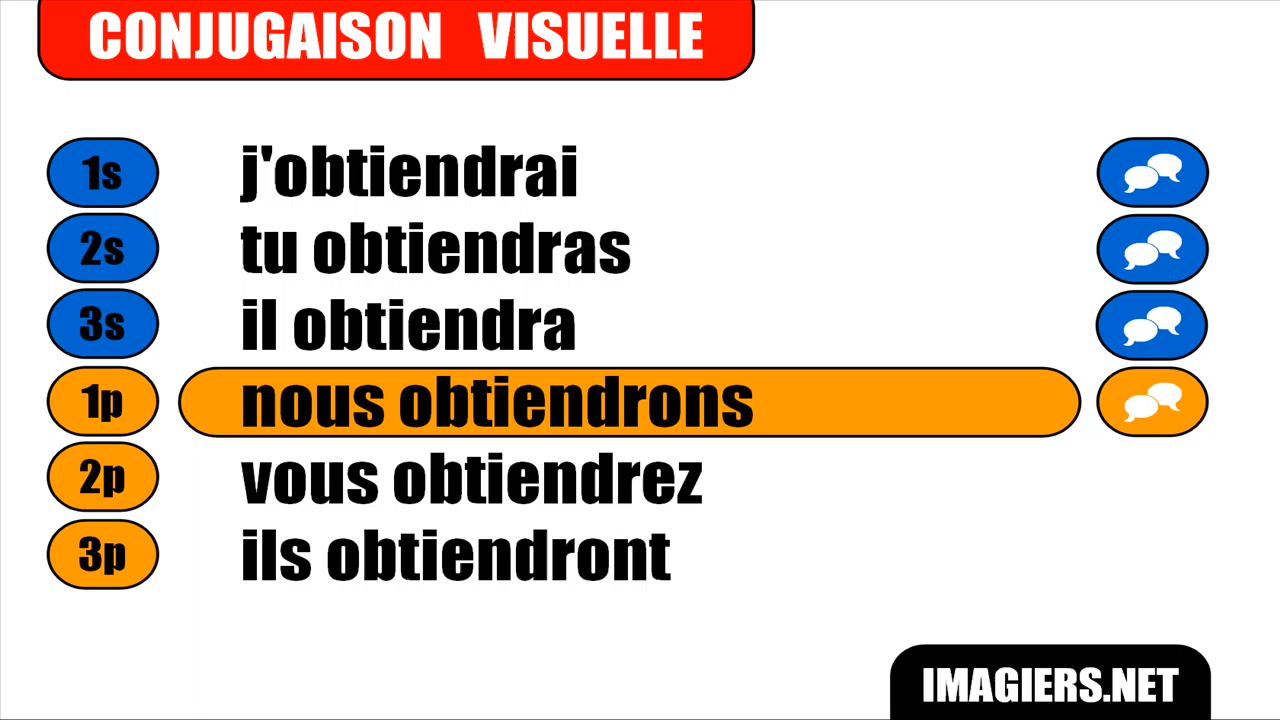 CONJUGAISON VISUELLE
1s j'obtiendrai
2s tu obtiendras
3s il obtiendra
1p nous obtiendrons
2p vous obtiendrez
3p ils obtiendront
IMAGIERS.NET